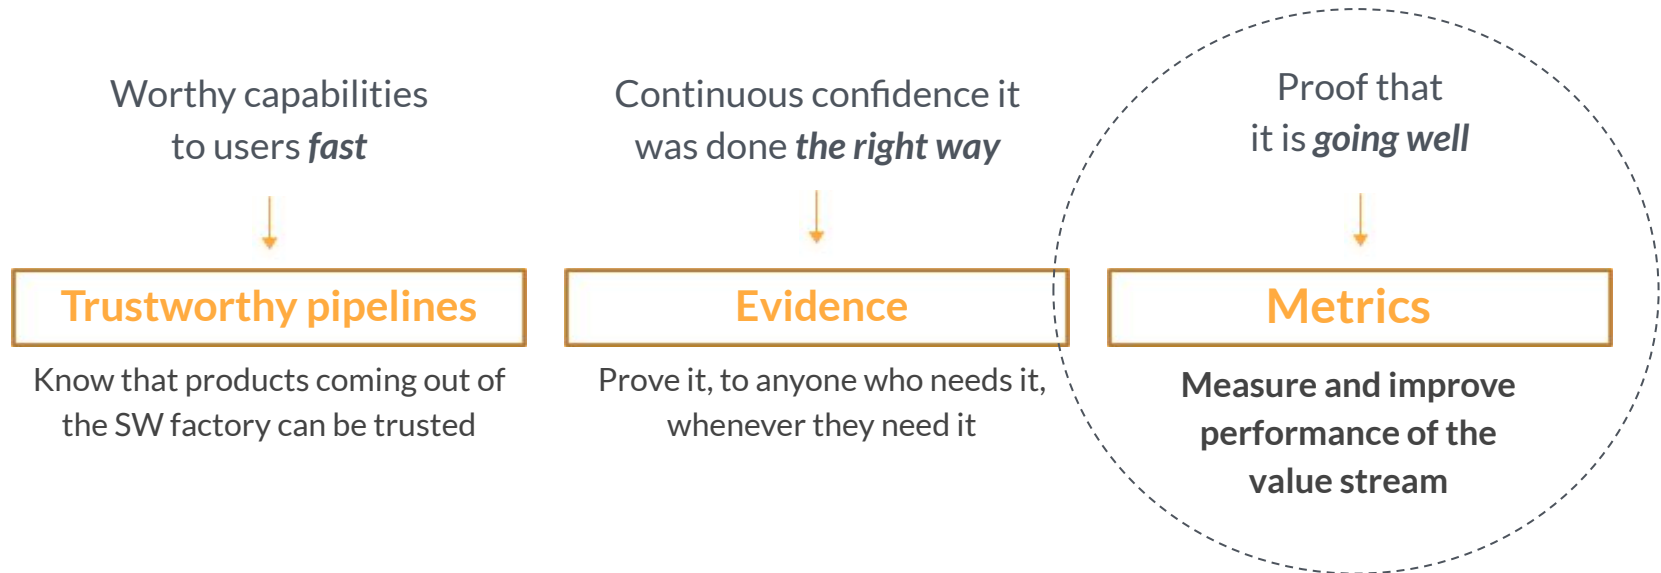 Worthy capabilities
to users fast
Trustworthy pipelines
Know that products coming out of
the SW factory can be trusted
Continuous confidence it
was done the right way
Evidence
Prove it, to anyone who needs it,
whenever they need it
Proof that
it is going well
Metrics
Measure and improve
performance of the
value stream